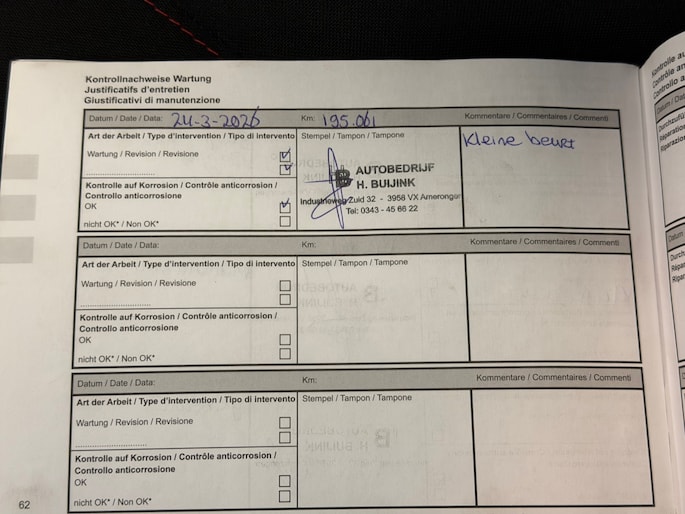 Kontrollnachweise Wartung
Justificatifs d'entretien
Giustificativi di manutenzione
Datum / Date / Data: 24-3-2026 Km: 195.061 Kommentare / Commentaires / Commenti
Art der Arbeit / Type d'intervention / Tipo di intervento Stempel / Tampon / Tampone Kleine beurt
Wartung / Revision / Revisione
AUTOBEDRIJF
H. BUIJINK
Industrieweg Zuid 32 - 3958 VX Amerongen
Tel: 0343 - 45 66 22
Kontrolle auf Korrosion / Contrôle anticorrosion /
Controllo anticorrosione
OK
nicht OK* / Non OK*
Datum / Date / Data: Km: Kommentare / Commentaires / Commenti
Art der Arbeit / Type d'intervention / Tipo di intervento Stempel / Tampon / Tampone
Wartung / Revision / Revisione
Kontrolle auf Korrosion / Contrôle anticorrosion /
Controllo anticorrosione
OK
nicht OK* / Non OK*
Datum / Date / Data: Km: Kommentare / Commentaires / Commenti
Art der Arbeit / Type d'intervention / Tipo di intervento Stempel / Tampon / Tampone
Wartung / Revision / Revisione
Kontrolle auf Korrosion / Contrôle anticorrosion /
Controllo anticorrosione
OK
nicht OK* / Non OK*
62